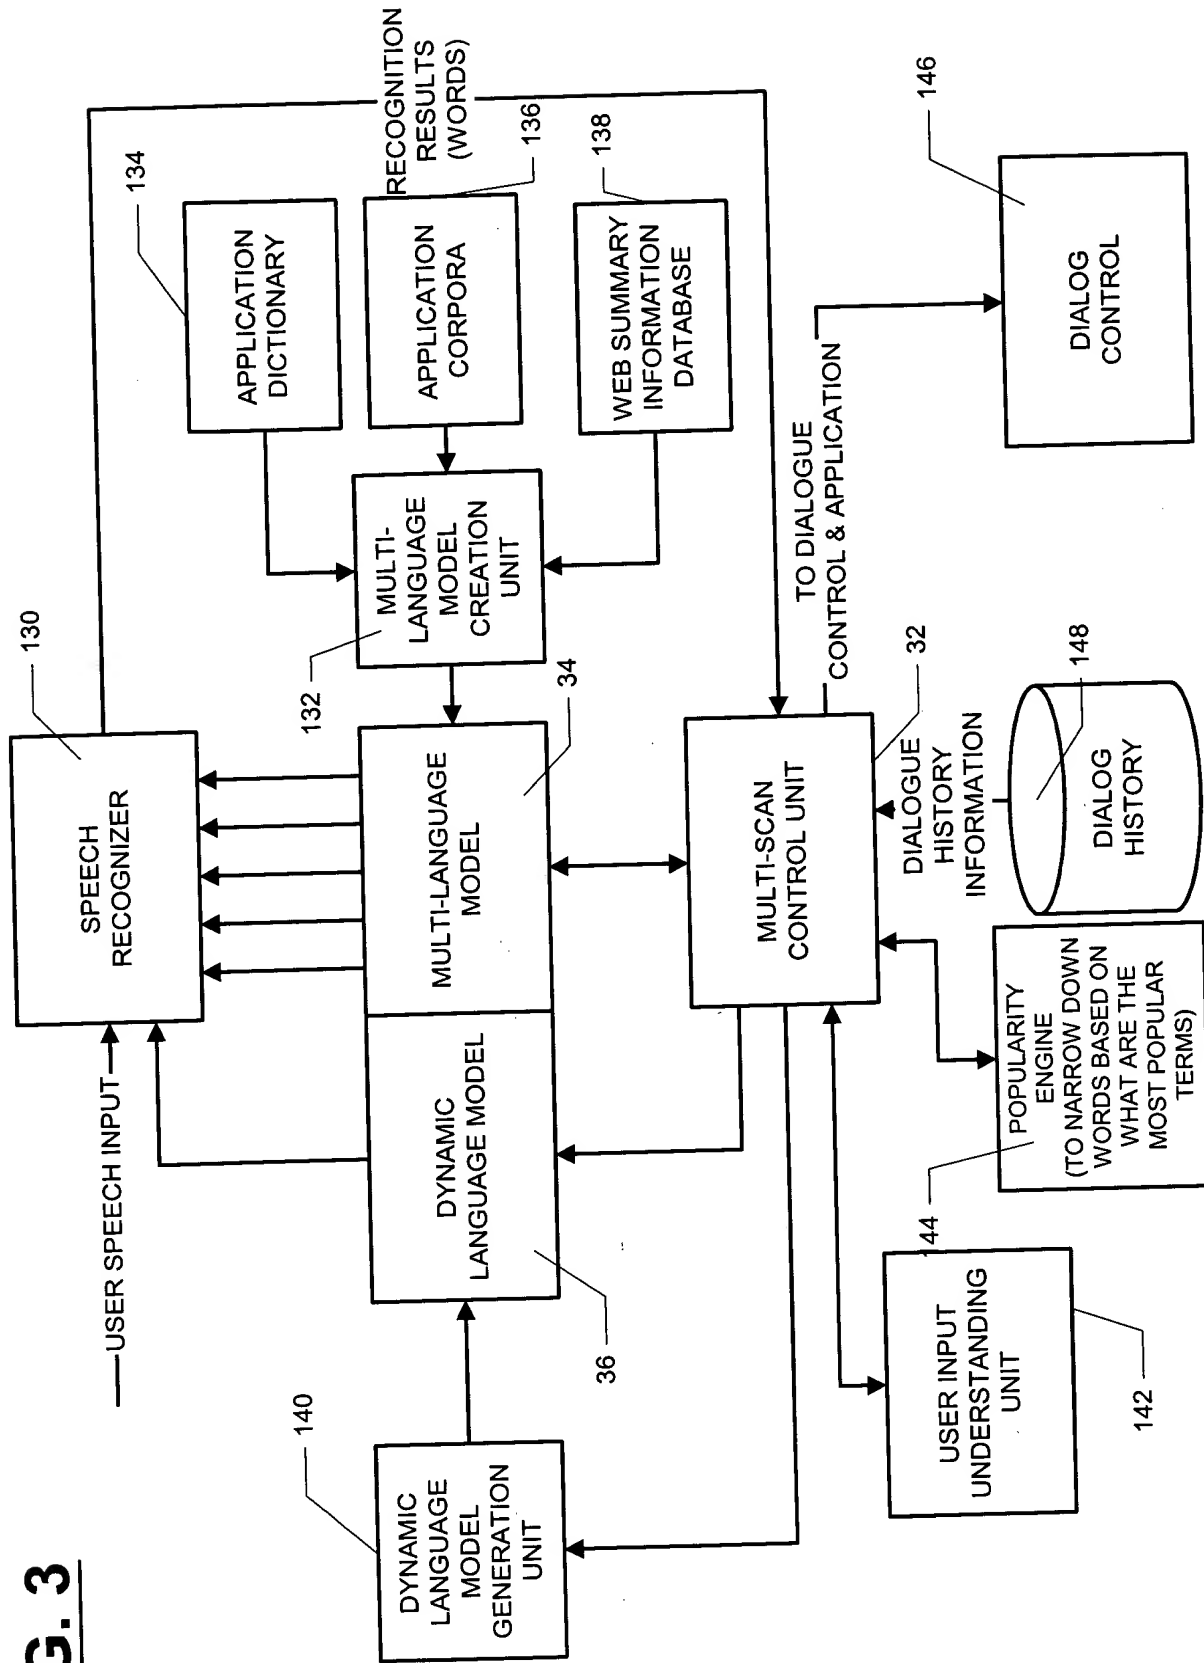 G. 3
USER SPEECH INPUT
SPEECH
RECOGNIZER
130
RECOGNITION
RESULTS
(WORDS)
140
DYNAMIC
LANGUAGE
MODEL
GENERATION
UNIT
DYNAMIC
LANGUAGE MODEL
36
MULTI-LANGUAGE
MODEL
34
132
MULTI-
LANGUAGE
MODEL
CREATION
UNIT
APPLICATION
DICTIONARY
134
APPLICATION
CORPORA
136
WEB SUMMARY
INFORMATION
DATABASE
138
MULTI-SCAN
CONTROL UNIT
32
TO DIALOGUE
CONTROL & APPLICATION
USER INPUT
UNDERSTANDING
UNIT
142
144
POPULARITY
ENGINE
(TO NARROW DOWN
WORDS BASED ON
WHAT ARE THE
MOST POPULAR
TERMS)
DIALOGUE
HISTORY
INFORMATION
148
DIALOG
HISTORY
146
DIALOG
CONTROL